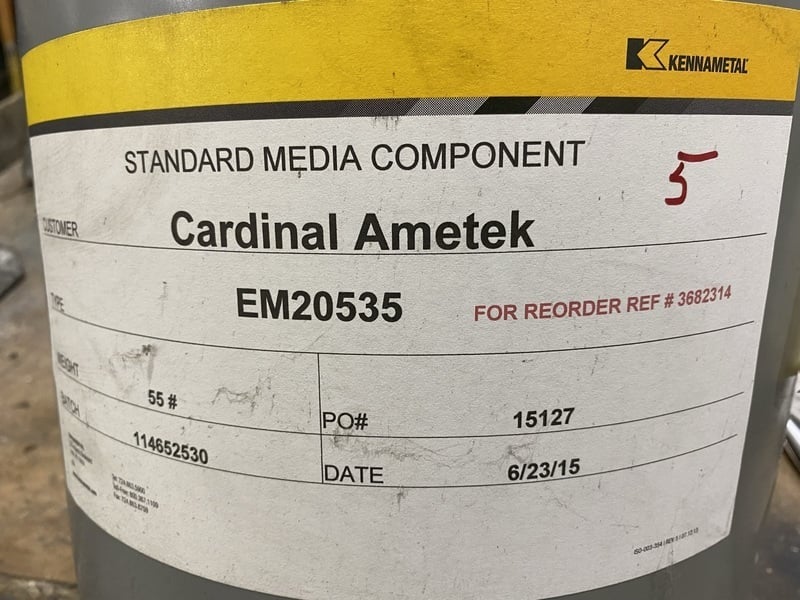 KENNAMETAL
STANDARD MEDIA COMPONENT
5
CUSTOMER
Cardinal Ametek
TYPE
EM20535
FOR REORDER REF # 3682314
WEIGHT
55 #
PO#
15127
BATCH
114652530
DATE
6/23/15